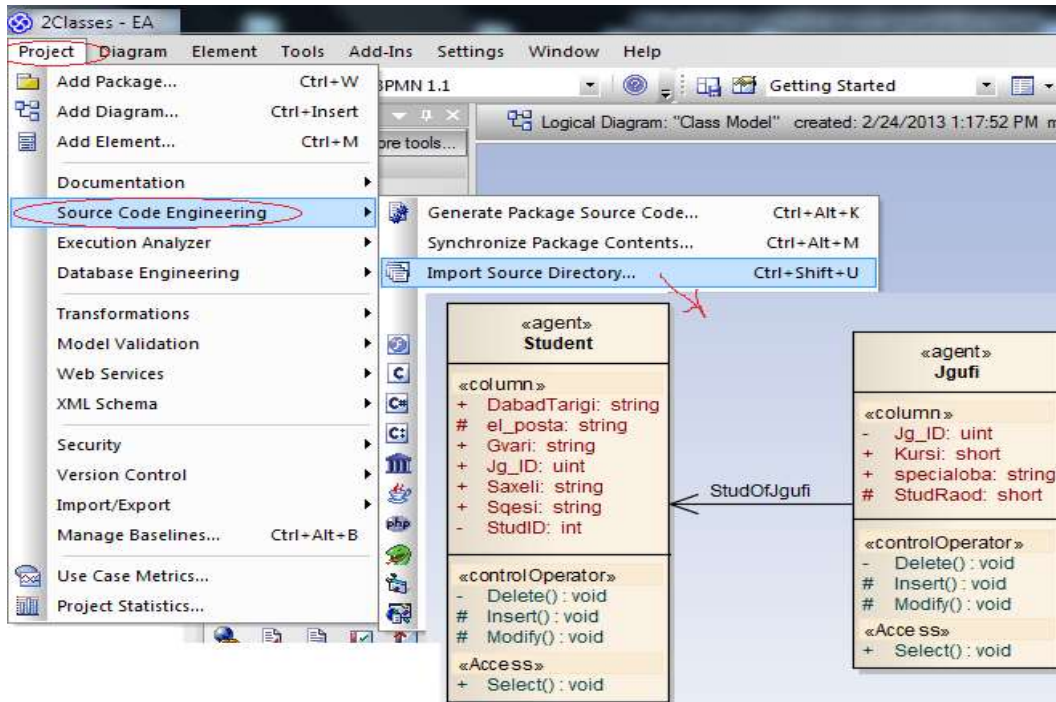 2Classes - EA
Project Diagram Element Tools Add-Ins Settings Window Help
Add Package... Ctrl+W
BPMN 1.1
Getting Started
Add Diagram... Ctrl+Insert
Logical Diagram: "Class Model" created: 2/24/2013 1:17:52 PM m
Add Element... Ctrl+M
ore tools...
Documentation
Source Code Engineering
Execution Analyzer
Database Engineering
Transformations
Model Validation
Web Services
XML Schema
Security
Version Control
Import/Export
Manage Baselines... Ctrl+Alt+B
Use Case Metrics...
Project Statistics...
Generate Package Source Code... Ctrl+Alt+K
Synchronize Package Contents... Ctrl+Alt+M
Import Source Directory... Ctrl+Shift+U
C
C#
php
«agent»
Student
«column»
+ DabadTarigi: string
# el_posta: string
+ Gvari: string
+ Jg_ID: uint
+ Saxeli: string
+ Sqesi: string
- StudID: int
«controlOperator»
- Delete() : void
# Insert() : void
# Modify() : void
«Access»
+ Select() : void
StudOfJgufi
«agent»
Jgufi
«column»
- Jg_ID: uint
+ Kursi: short
+ specialoba: string
# StudRaod: short
«controlOperator»
- Delete() : void
# Insert() : void
# Modify() : void
«Access»
+ Select() : void